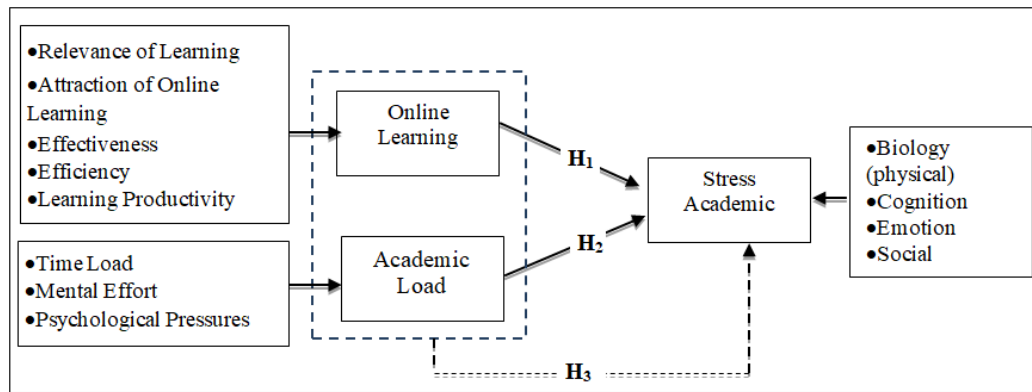 •Relevance of Learning
•Attraction of Online
Learning
•Effectiveness
•Efficiency
•Learning Productivity
•Time Load
•Mental Effort
•Psychological Pressures
Online
Learning
Academic
Load
H1
H2
H3
Stress
Academic
•Biology
(physical)
•Cognition
•Emotion
•Social